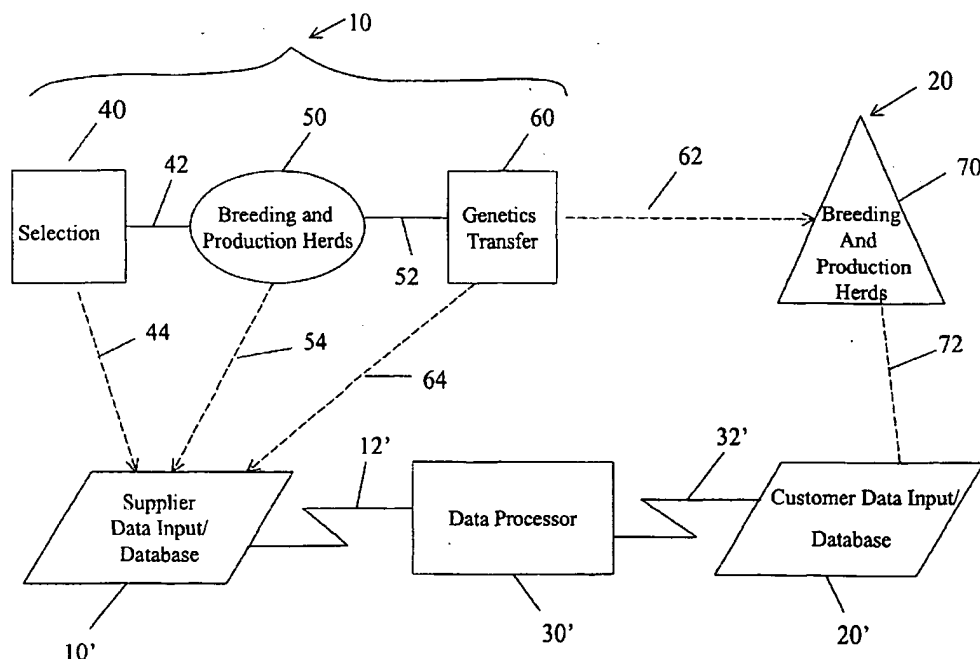 10
40
50
60
20
42
62
70
Selection
Breeding and
Production Herds
Genetics
Transfer
Breeding
And
Production
Herds
52
44
54
64
72
12'
32'
Supplier
Data Input/
Database
Data Processor
Customer Data Input/
Database
10'
30'
20'